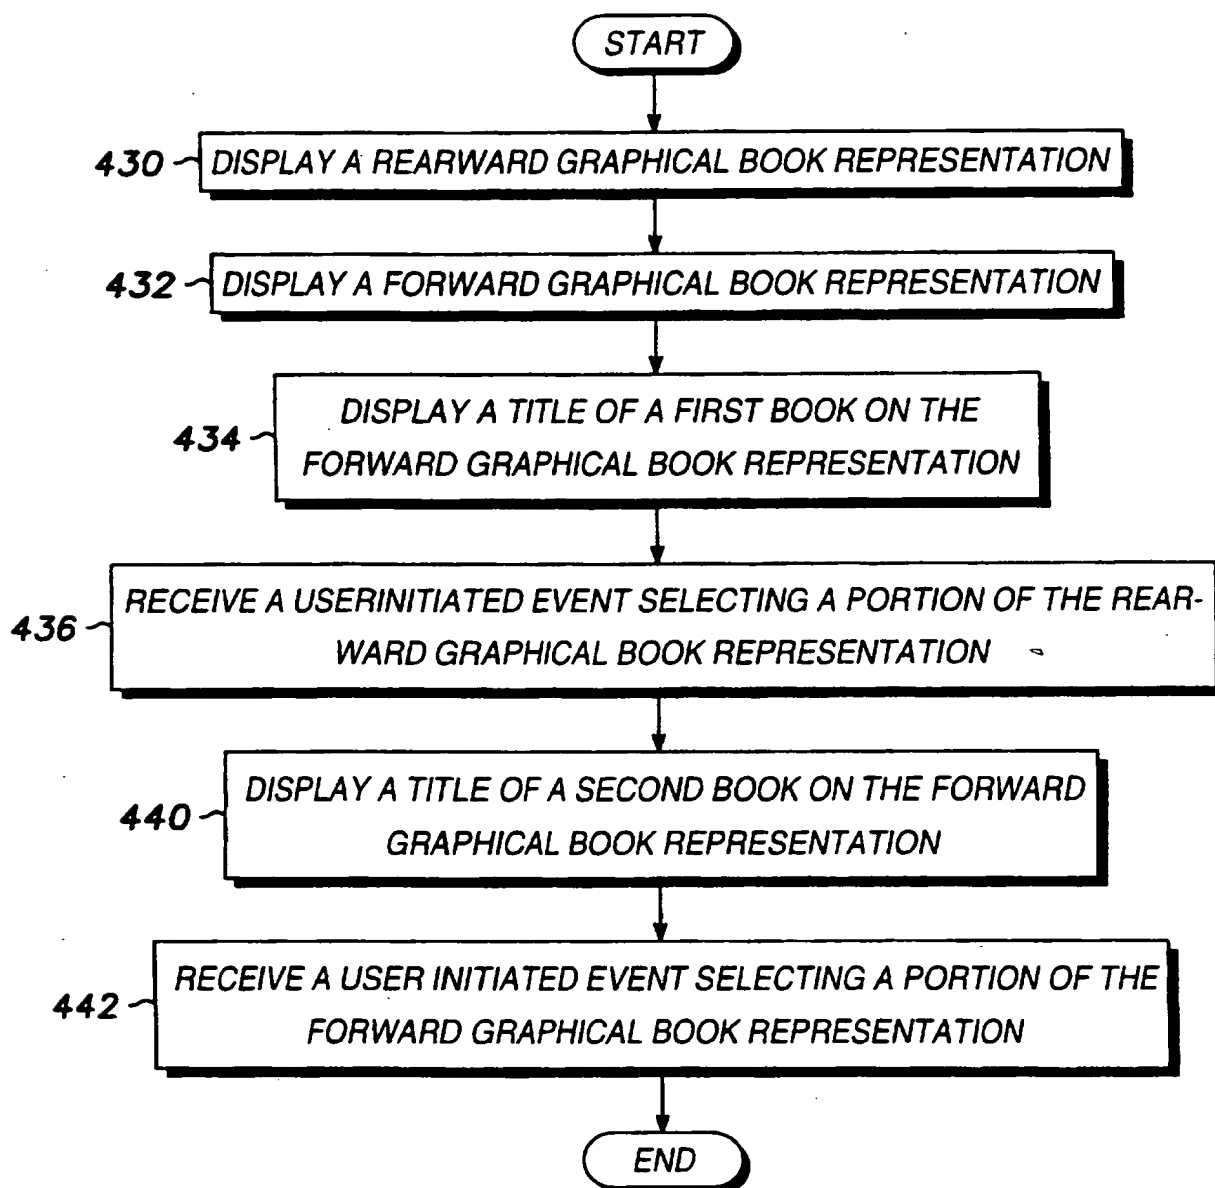 START
430 DISPLAY A REARWARD GRAPHICAL BOOK REPRESENTATION
432 DISPLAY A FORWARD GRAPHICAL BOOK REPRESENTATION
DISPLAY A TITLE OF A FIRST BOOK ON THE
434
FORWARD GRAPHICAL BOOK REPRESENTATION
RECEIVE A USERINITIATED EVENT SELECTING A PORTION OF THE REAR-
436
WARD GRAPHICAL BOOK REPRESENTATION
DISPLAY A TITLE OF A SECOND BOOK ON THE FORWARD
440
GRAPHICAL BOOK REPRESENTATION
RECEIVE A USER INITIATED EVENT SELECTING A PORTION OF THE
442
FORWARD GRAPHICAL BOOK REPRESENTATION
END